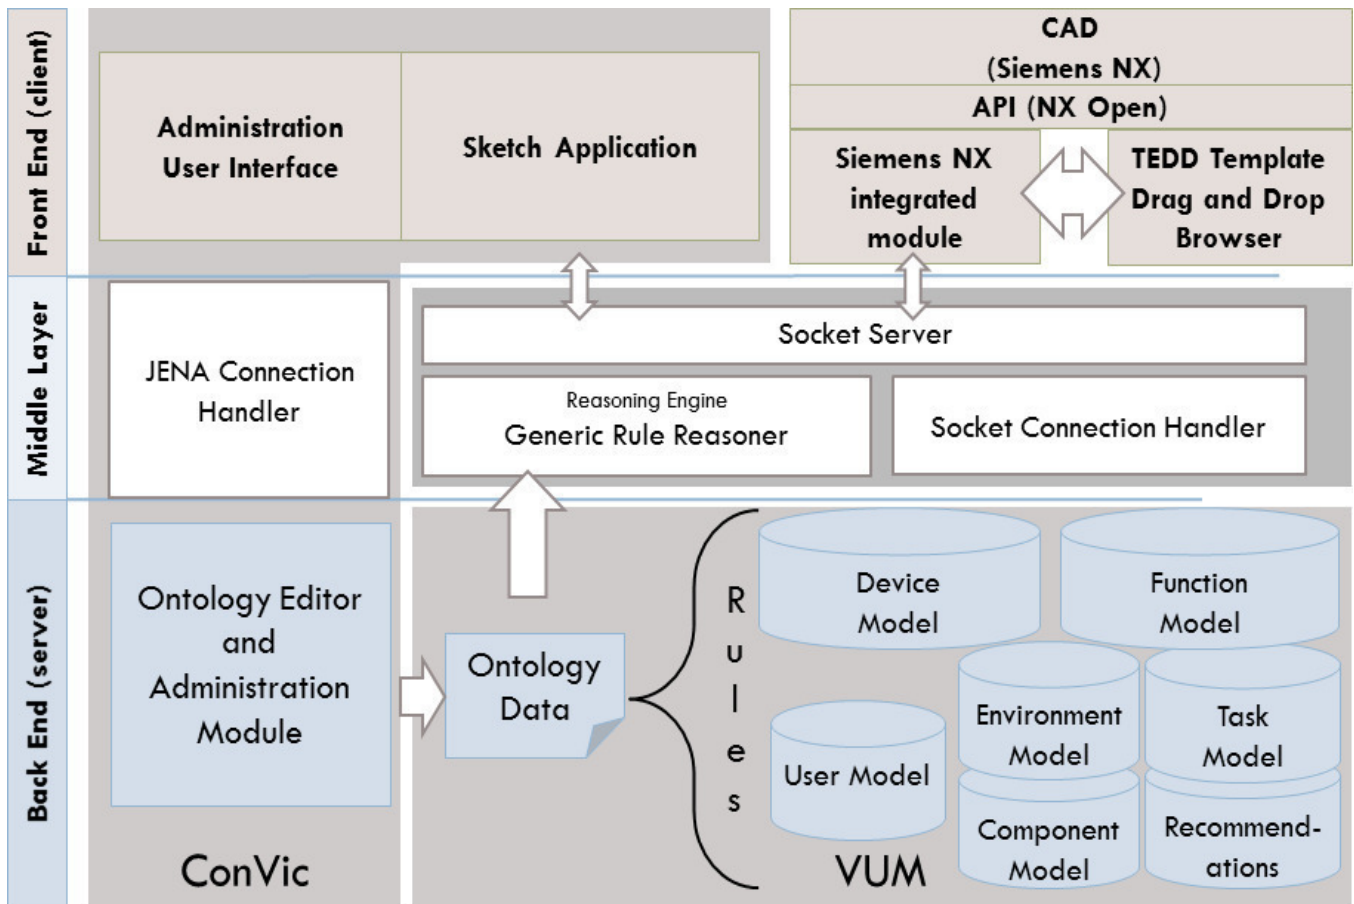 Front End (client)
Administration
User Interface
Sketch Application
CAD
(Siemens NX)
API (NX Open)
Siemens NX
integrated
module
TEDD Template
Drag and Drop
Browser
Middle Layer
JENA Connection
Handler
Socket Server
Reasoning Engine
Generic Rule Reasoner
Socket Connection Handler
Back End (server)
Ontology Editor
and
Administration
Module
ConVic
Ontology
Data
Rules
Device
Model
Function
Model
User Model
Environment
Model
Task
Model
Component
Model
Recommend-
ations
VUM